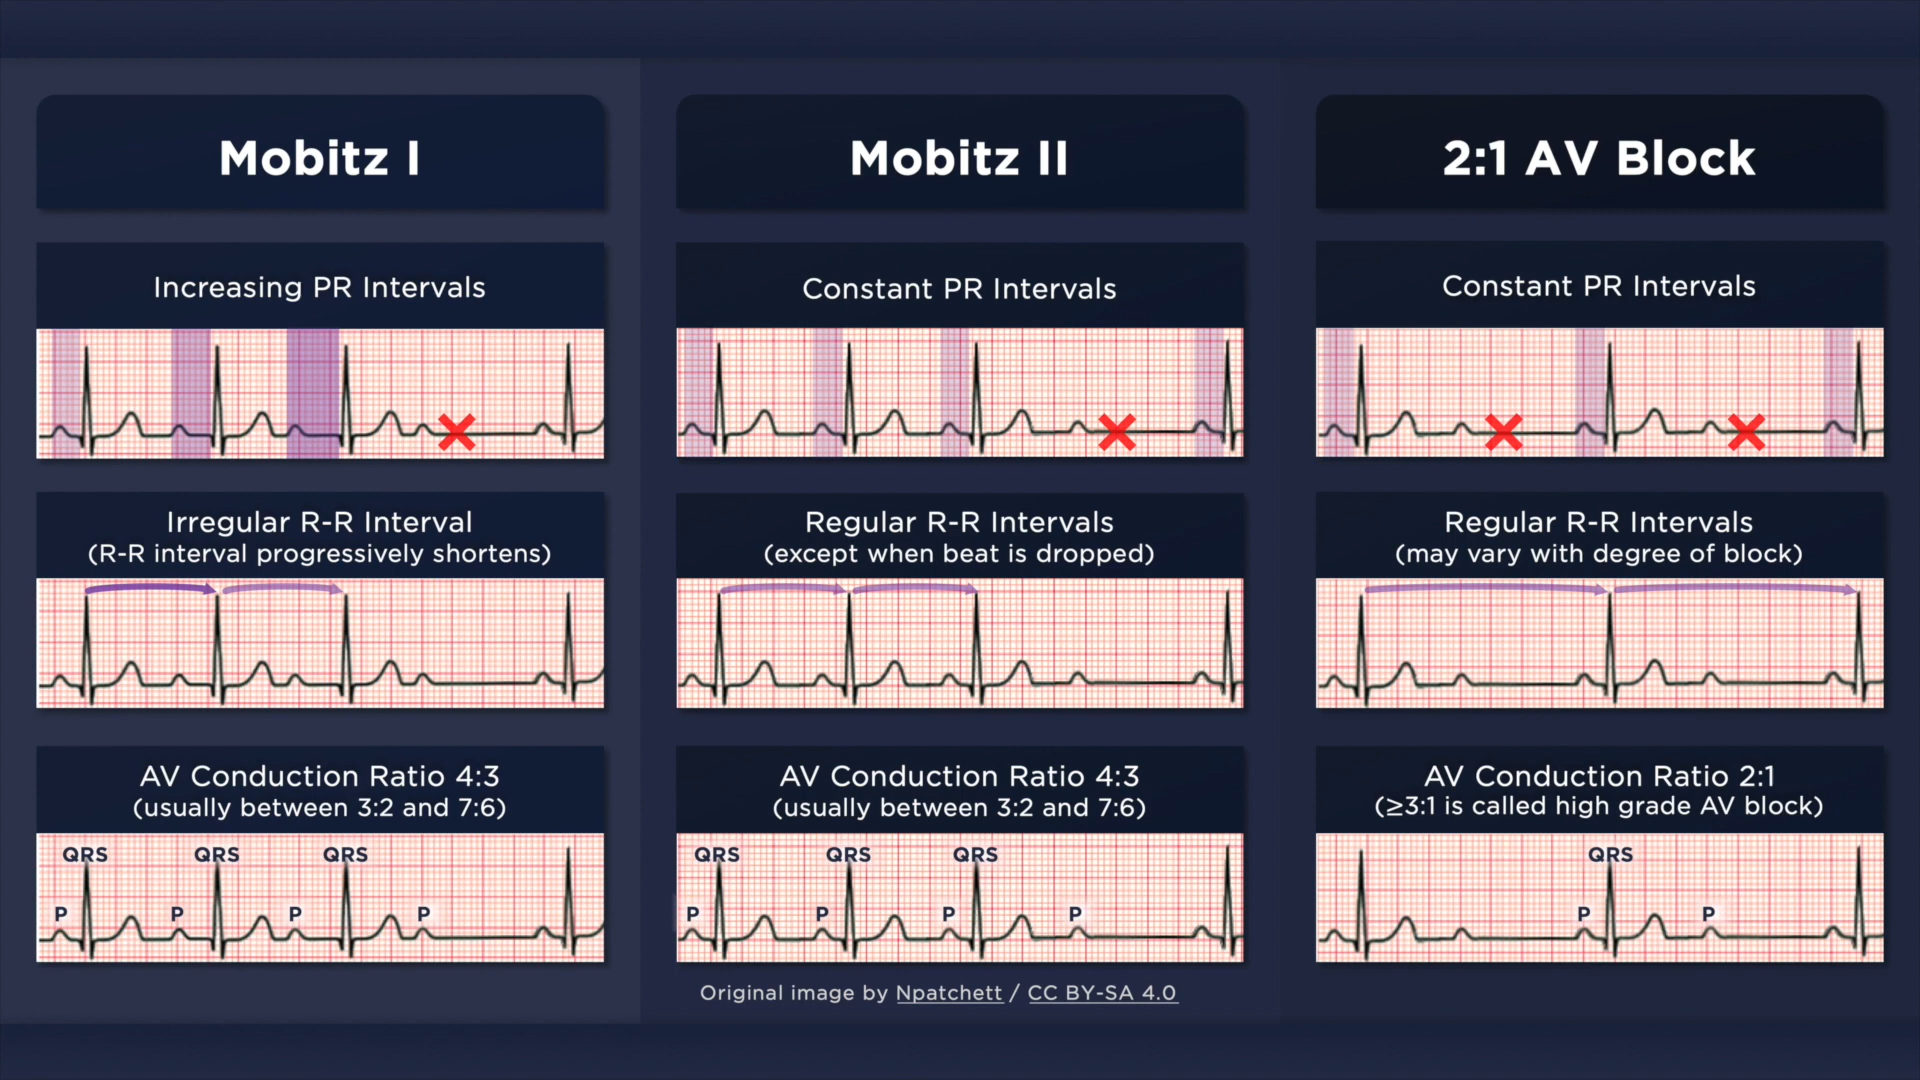 Mobitz I
Increasing PR Intervals
Irregular R-R Interval
(R-R interval progressively shortens)
AV Conduction Ratio 4:3
(usually between 3:2 and 7:6)
QRS QRS QRS
P P P P
Mobitz II
Constant PR Intervals
Regular R-R Intervals
(except when beat is dropped)
AV Conduction Ratio 4:3
(usually between 3:2 and 7:6)
QRS QRS QRS
P P P P
Original image by Npatchett / CC BY-SA 4.0
2:1 AV Block
Constant PR Intervals
Regular R-R Intervals
(may vary with degree of block)
AV Conduction Ratio 2:1
(≥3:1 is called high grade AV block)
QRS
P P